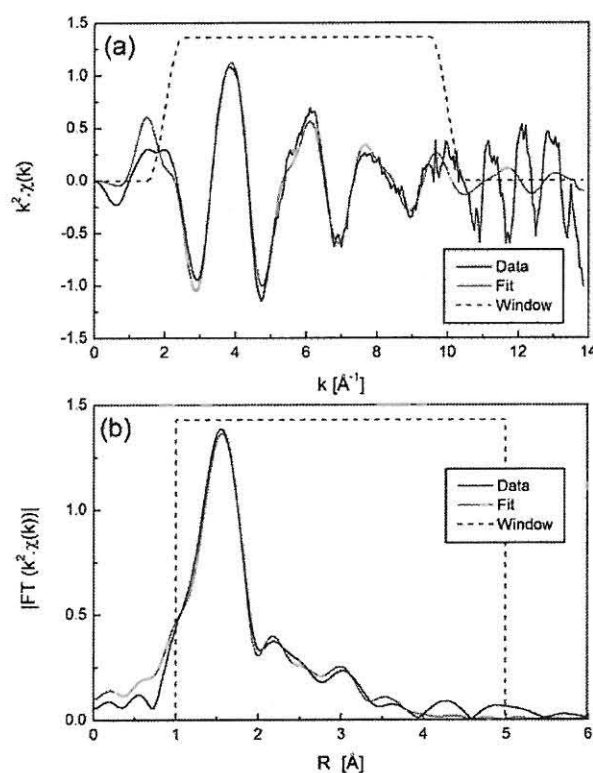 (a)
k².χ(k)
1.5
1.0
0.5
0.0
-0.5
-1.0
-1.5
Data
Fit
Window
0 2 4 6 8 10 12 14
k [Å⁻¹]
(b)
|FT (k².χ(k))|
1.5
1.0
0.5
0.0
Data
Fit
Window
0 1 2 3 4 5 6
R [Å]